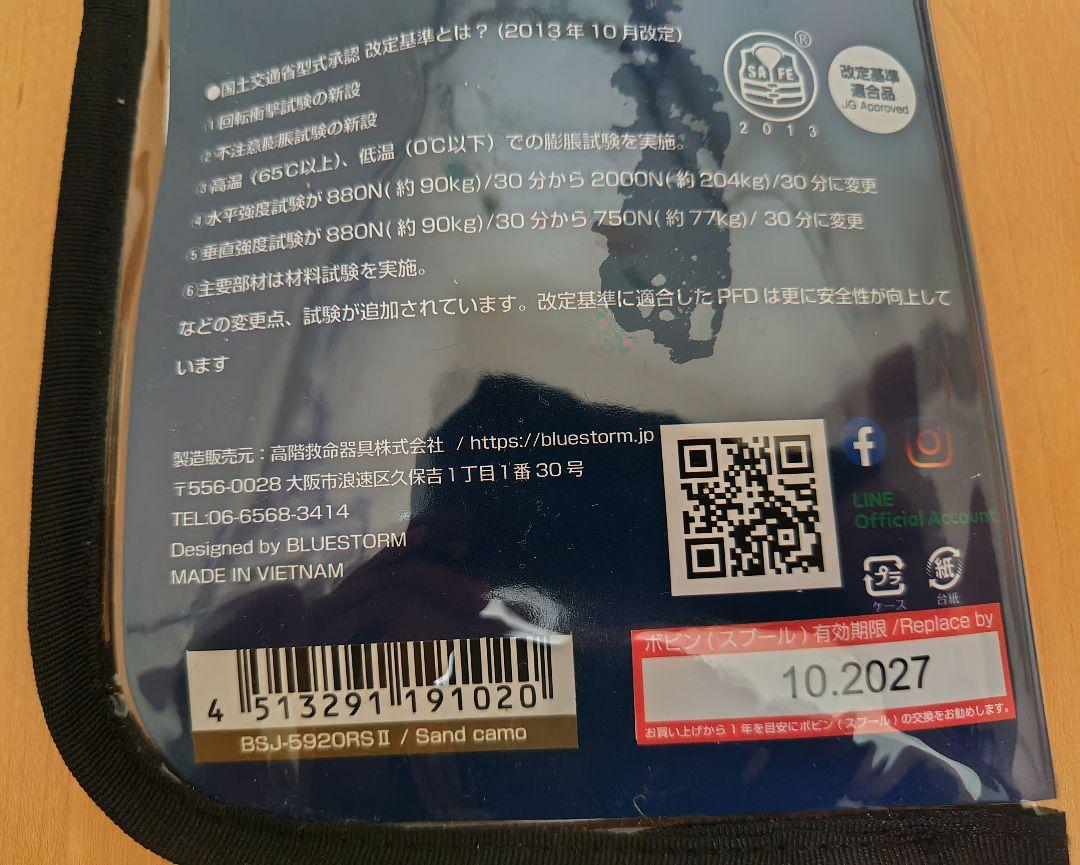 ●国土交通省型式承認 改定基準とは？ (2013年10月改定)
①回転衝撃試験の新設
②不注意膨脹試験の新設
③高温（65℃以上)、低温（0℃以下）での膨脹試験を実施。
④水平強度試験が880N(約90kg)/30分から2000N(約204kg)/30分に変更
⑤垂直強度試験が880N(約90kg)/30分から750N(約77kg)/ 30分に変更
⑥主要部材は材料試験を実施。
などの変更点、試験が追加されています。改定基準に適合したPFDは更に安全性が向上して
います
SAFE
®
2013
改定基準
適合品
JG Approved
製造販売元：高階救命器具株式会社 / https://bluestorm.jp
〒556-0028 大阪市浪速区久保吉1丁目1番30号
TEL:06-6568-3414
Designed by BLUESTORM
MADE IN VIETNAM
LINE
Official Account
プラ
ケース
紙
台紙
4 513291 191020
BSJ-5920RSⅡ / Sand camo
ボビン(スプール)有効期限/Replace by
10.2027
お買い上げから1年を目安にボビン(スプール)の交換をお勧めします。